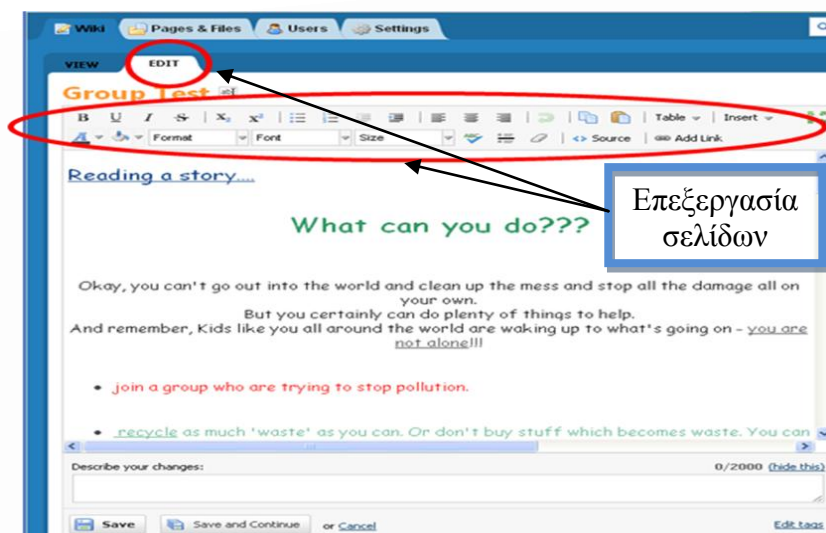 Wiki Pages & Files Users Settings
VIEW EDIT
Group Test
B U I S X₂ x² Table Insert
A Format Font Size Source Add Link
Reading a story....
Επεξεργασία
σελίδων
What can you do???
Okay, you can't go out into the world and clean up the mess and stop all the damage all on
your own.
But you certainly can do plenty of things to help.
And remember, Kids like you all around the world are waking up to what's going on - you are
not alone!!!
• join a group who are trying to stop pollution.
• recycle as much 'waste' as you can. Or don't buy stuff which becomes waste. You can
Describe your changes: 0/2000 (hide this)
Save Save and Continue or Cancel Edit tags